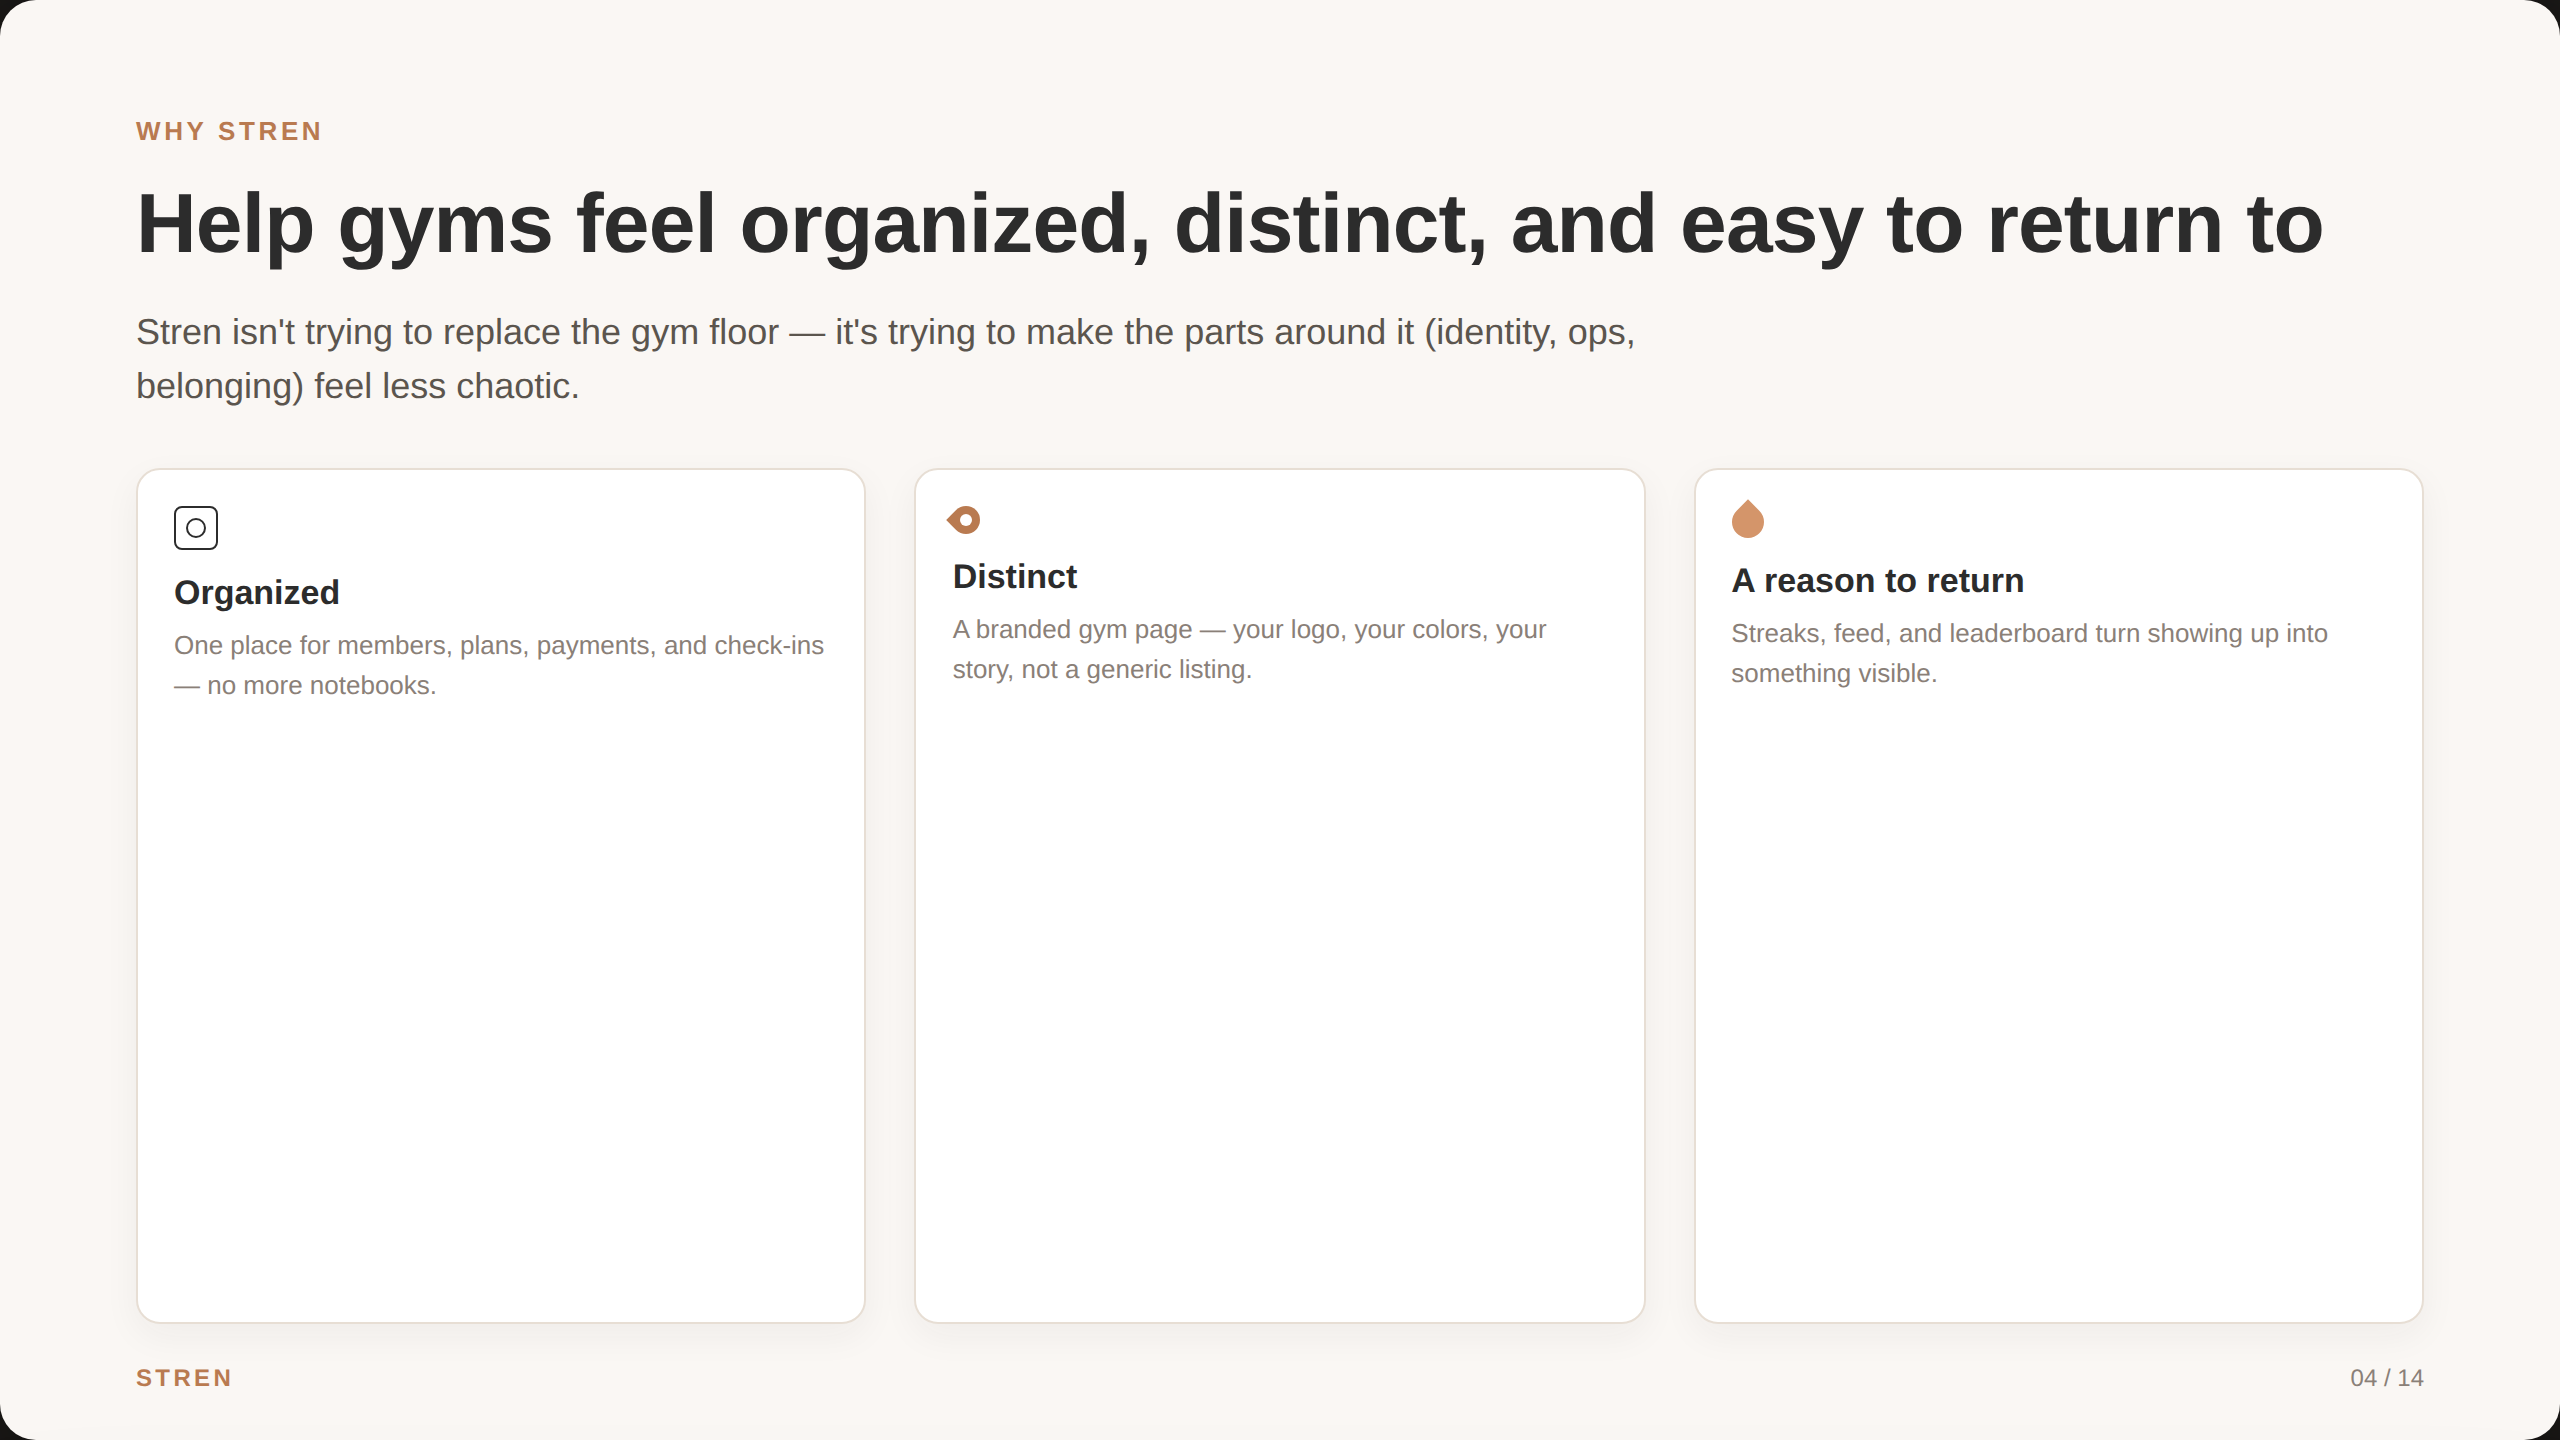 WHY STREN
Help gyms feel organized, distinct, and easy to return to
Stren isn't trying to replace the gym floor — it's trying to make the parts around it (identity, ops,
belonging) feel less chaotic.
Organized
One place for members, plans, payments, and check-ins
— no more notebooks.
Distinct
A branded gym page — your logo, your colors, your
story, not a generic listing.
A reason to return
Streaks, feed, and leaderboard turn showing up into
something visible.
STREN
04 / 14